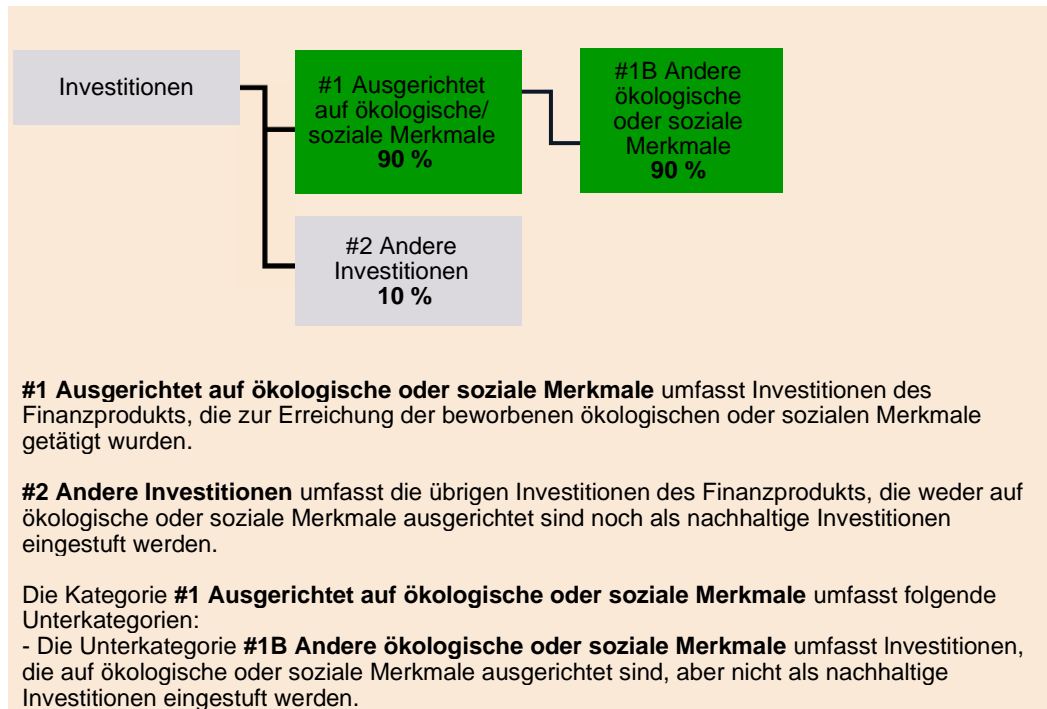 Investitionen
#1 Ausgerichtet
auf ökologische/
soziale Merkmale
90 %
#1B Andere
ökologische
oder soziale
Merkmale
90 %
#2 Andere
Investitionen
10 %
#1 Ausgerichtet auf ökologische oder soziale Merkmale umfasst Investitionen des
Finanzprodukts, die zur Erreichung der beworbenen ökologischen oder sozialen Merkmale
getätigt wurden.
#2 Andere Investitionen umfasst die übrigen Investitionen des Finanzprodukts, die weder auf
ökologische oder soziale Merkmale ausgerichtet sind noch als nachhaltige Investitionen
eingestuft werden.
Die Kategorie #1 Ausgerichtet auf ökologische oder soziale Merkmale umfasst folgende
Unterkategorien:
- Die Unterkategorie #1B Andere ökologische oder soziale Merkmale umfasst Investitionen,
die auf ökologische oder soziale Merkmale ausgerichtet sind, aber nicht als nachhaltige
Investitionen eingestuft werden.